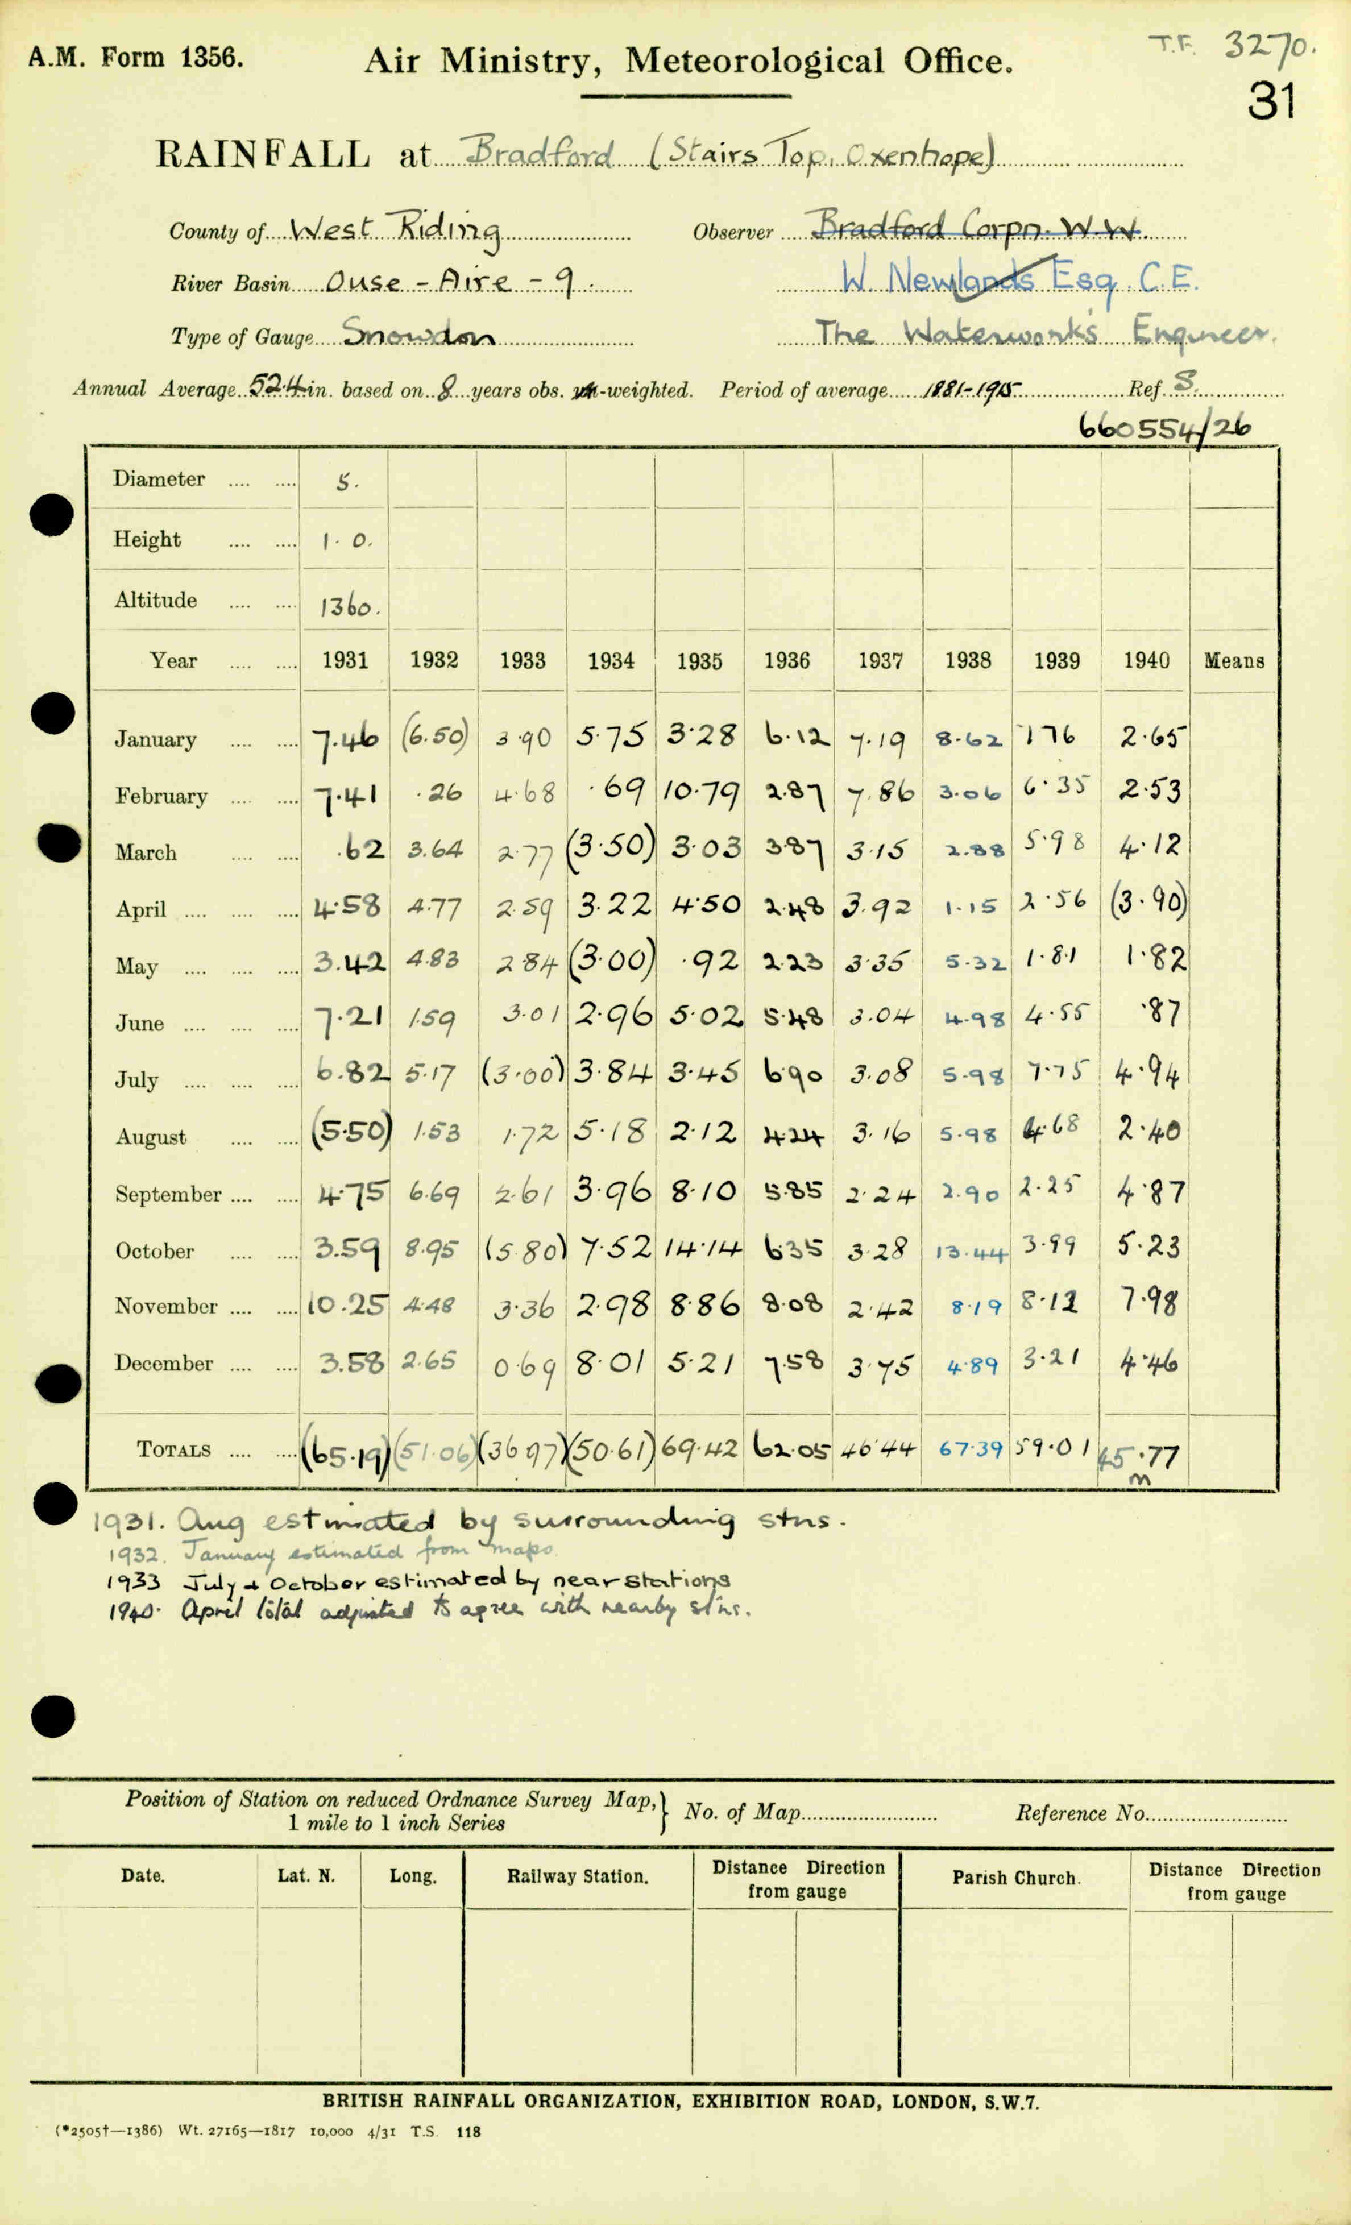 T.F. 3270.
A.M. Form 1356.
Air Ministry, Meteorological Office.
31
RAINFALL at Bradford (Stairs Top, Oxenhope)
County of West Riding Observer Bradford Corpn. W.W.
River Basin Ouse - Aire - 9. W. Newlands Esq. C.E.
Type of Gauge Snowdon The Waterworks Engineer.
Annual Average 52.4 in. based on 8 years obs. un-weighted. Period of average 1881-1915 Ref. S.
660554/26
Diameter 5.
Height 1. 0.
Altitude 1360.
Year 1931 1932 1933 1934 1935 1936 1937 1938 1939 1940 Means
January 7.46 (6.50) 3.90 5.75 3.28 6.12 7.19 8.62 7.76 2.65
February 7.41 .26 4.68 .69 10.79 2.87 7.86 3.06 6.35 2.53
March .62 3.64 2.77 (3.50) 3.03 3.87 3.15 2.88 5.98 4.12
April 4.58 4.77 2.59 3.22 4.50 2.48 3.92 1.15 2.56 (3.90)
May 3.42 4.83 2.84 (3.00) .92 2.23 3.35 5.32 1.81 1.82
June 7.21 1.59 3.01 2.96 5.02 5.48 3.04 4.98 4.55 .87
July 6.82 5.17 (3.00) 3.84 3.45 6.90 3.08 5.98 7.75 4.94
August (5.50) 1.53 1.72 5.18 2.12 4.24 3.16 5.98 4.68 2.40
September 4.75 6.69 2.61 3.96 8.10 5.85 2.24 2.90 2.25 4.87
October 3.59 8.95 (5.80) 7.52 14.14 6.35 3.28 13.44 3.99 5.23
November 10.25 4.48 3.36 2.98 8.86 8.08 2.42 8.19 8.12 7.98
December 3.58 2.65 0.69 8.01 5.21 7.58 3.75 4.89 3.21 4.46
TOTALS (65.19) (51.06) (36.97) (50.61) 69.42 62.05 46.44 67.39 59.01 45.77
m
1931. Aug estimated by surrounding stns.
1932. January estimated from maps.
1933 July + October estimated by near stations
1940. April total adjusted to agree with nearby stns.
Position of Station on reduced Ordnance Survey Map, } No. of Map Reference No.
1 mile to 1 inch Series
Date. Lat. N. Long. Railway Station. Distance Direction from gauge Parish Church. Distance Direction from gauge
BRITISH RAINFALL ORGANIZATION, EXHIBITION ROAD, LONDON, S.W.7.
(*2505†—1386) Wt. 27165—1817 10,000 4/31 T.S. 118